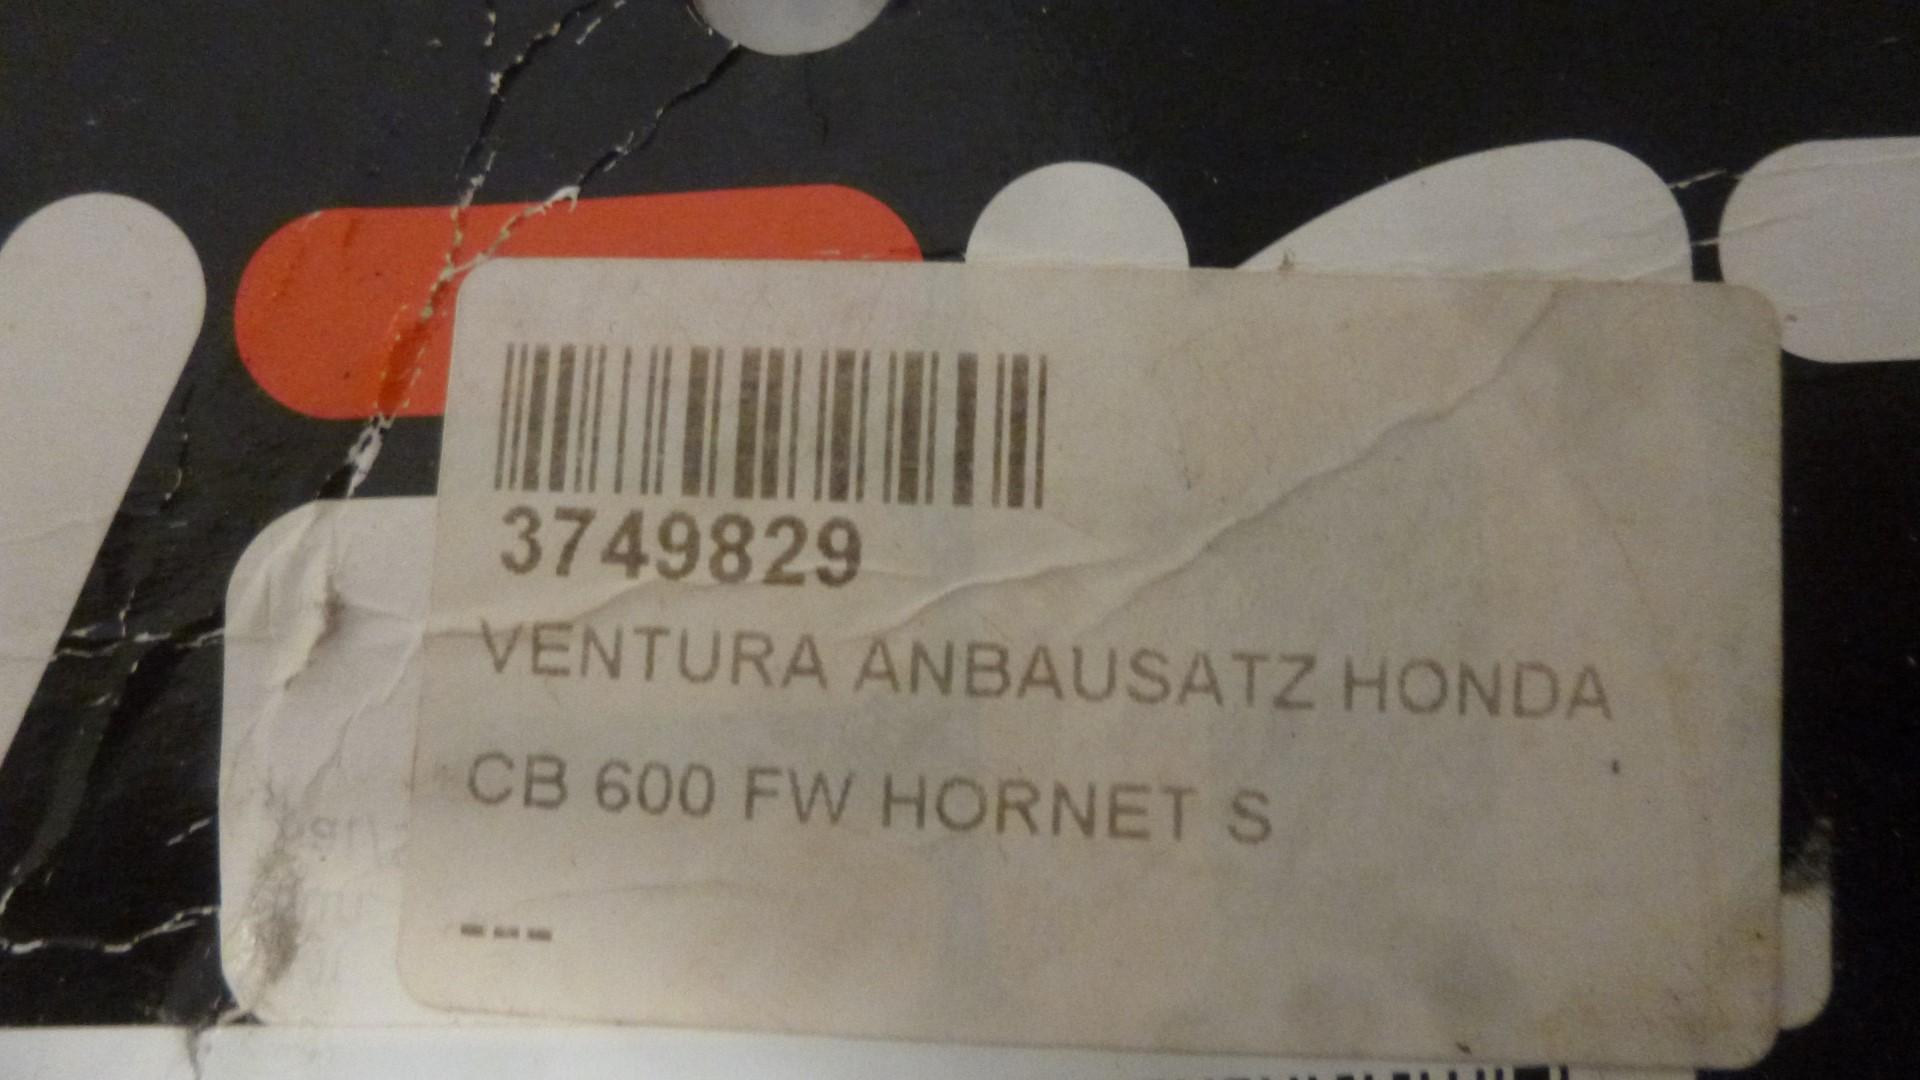 3749829
VENTURA ANBAUSATZ HONDA
CB 600 FW HORNET S
---